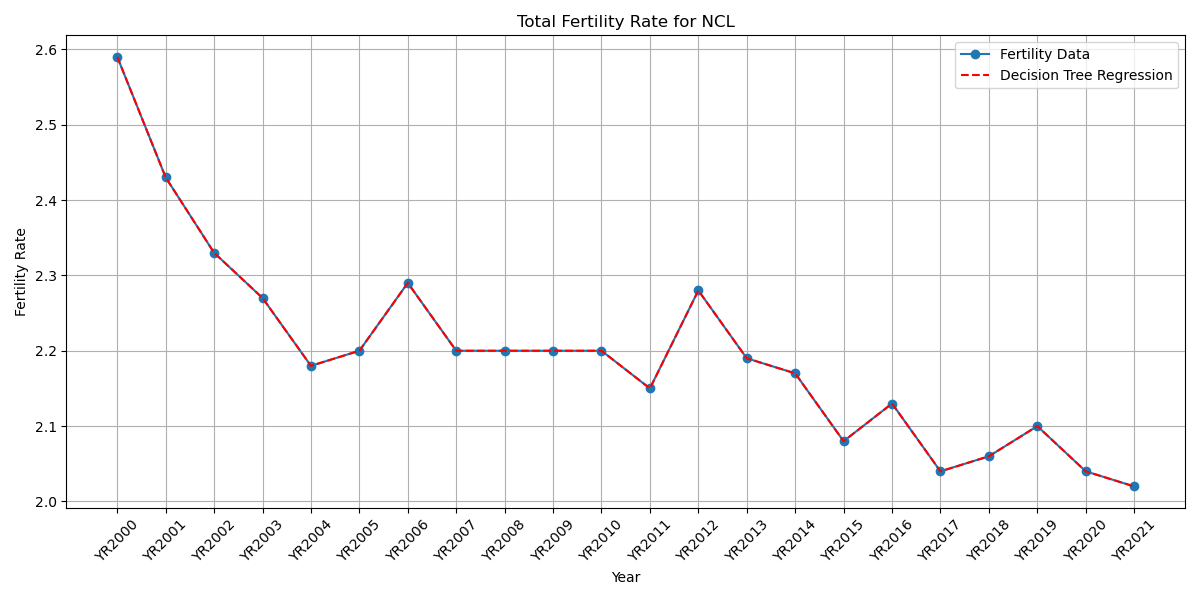 Total Fertility Rate for NCL
Fertility Data
Decision Tree Regression
Fertility Rate
2.6
2.5
2.4
2.3
2.2
2.1
2.0
YR2000 YR2001 YR2002 YR2003 YR2004 YR2005 YR2006 YR2007 YR2008 YR2009 YR2010 YR2011 YR2012 YR2013 YR2014 YR2015 YR2016 YR2017 YR2018 YR2019 YR2020 YR2021
Year